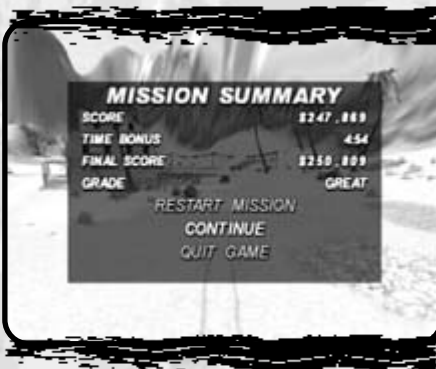 MISSION SUMMARY
SCORE $247,869
TIME BONUS 4:54
FINAL SCORE $250,809
GRADE GREAT
RESTART MISSION
CONTINUE
QUIT GAME